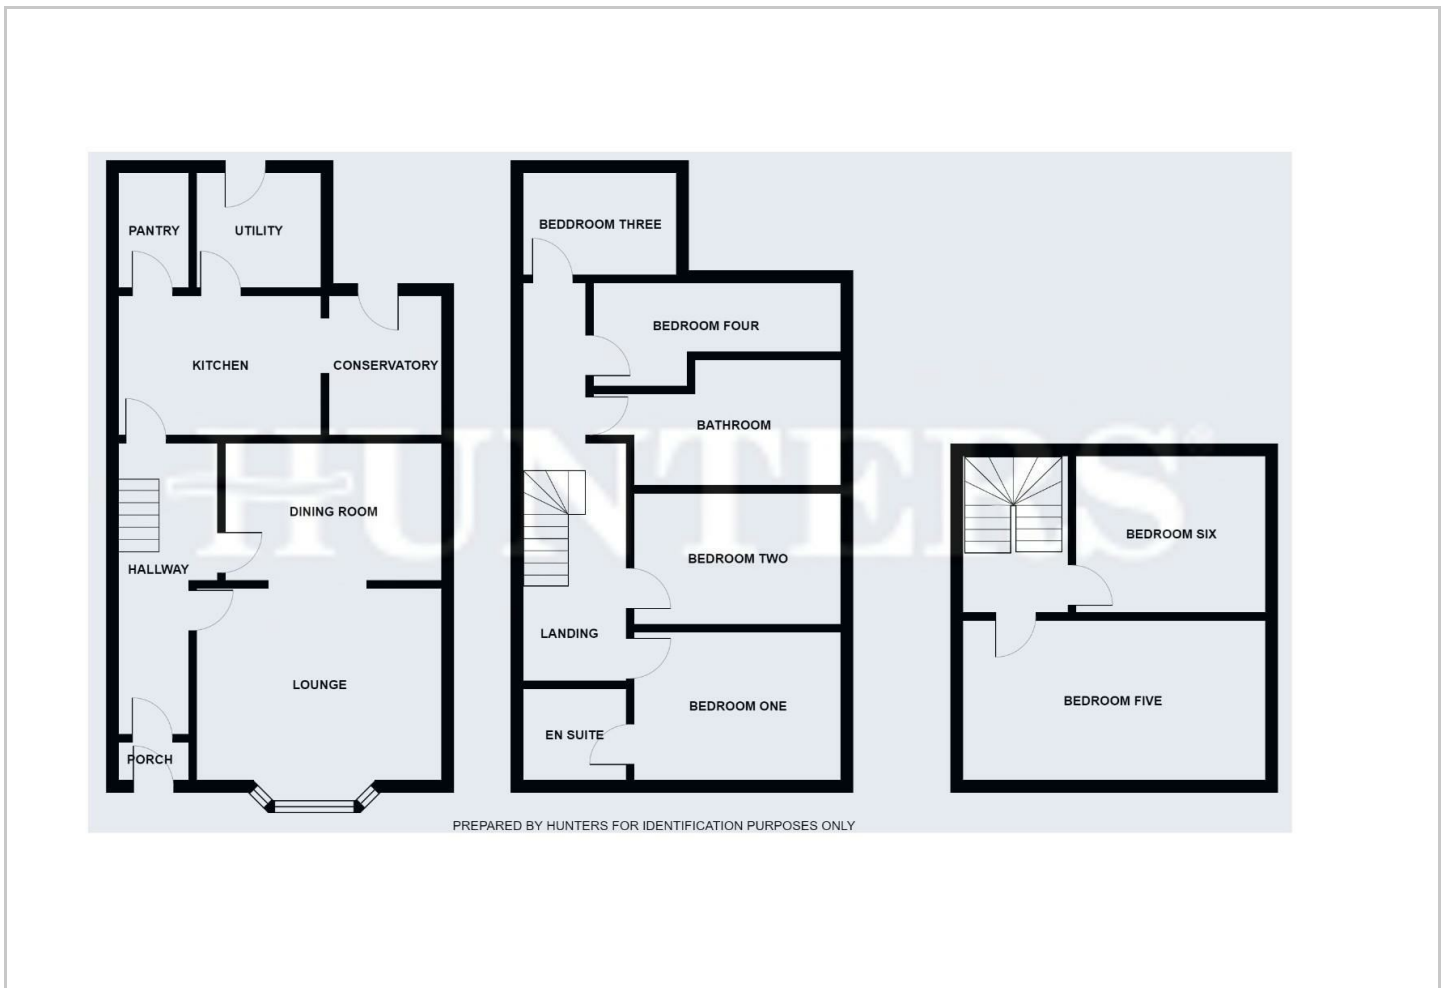 PANTRY
UTILITY
KITCHEN
CONSERVATORY
DINING ROOM
HALLWAY
LOUNGE
PORCH
BEDDROOM THREE
BEDROOM FOUR
BATHROOM
BEDROOM TWO
LANDING
BEDROOM ONE
EN SUITE
BEDROOM SIX
BEDROOM FIVE
HUNTERS®
PREPARED BY HUNTERS FOR IDENTIFICATION PURPOSES ONLY